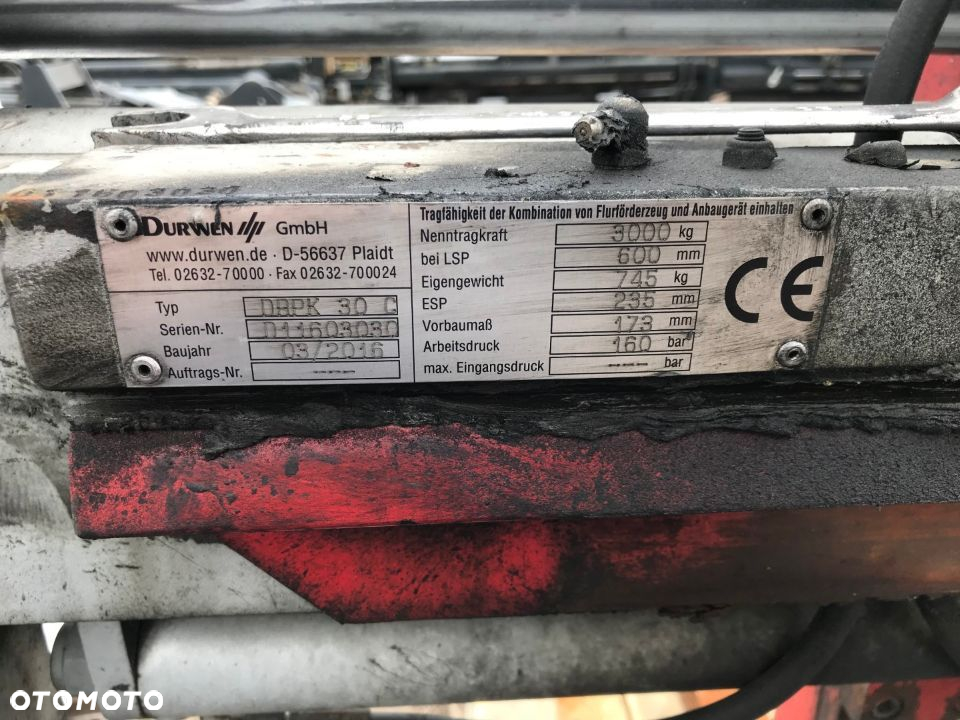 DURWEN GmbH
www.durwen.de · D-56637 Plaidt
Tel. 02632-70000 · Fax 02632-700024
Typ DBPK 30 C
Serien-Nr. D11603030
Baujahr 03/2016
Auftrags-Nr. ---
Tragfähigkeit der Kombination von Flurförderzeug und Anbaugerät einhalten
Nenntragkraft 3000 kg
bei LSP 600 mm
Eigengewicht 745 kg
ESP 235 mm
Vorbaumaß 173 mm
Arbeitsdruck 160 bar
max. Eingangsdruck --- bar
CE
OTOMOTO